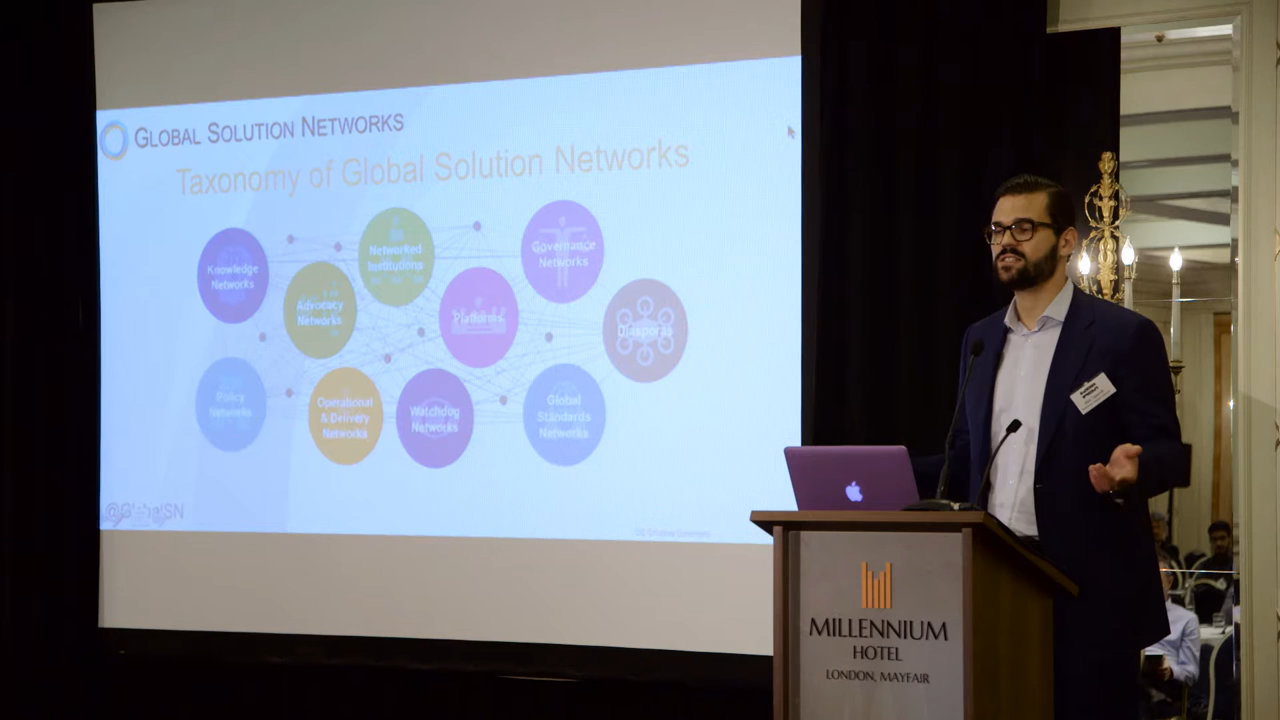 GLOBAL SOLUTION NETWORKS
Taxonomy of Global Solution Networks
Knowledge
Networks
Advocacy
Networks
Networked
Institutions
Platforms
Governance
Networks
Diasporas
Policy
Networks
Operational
& Delivery
Networks
Watchdog
Networks
Global
Standards
Networks
@GlobalSN
MILLENNIUM
HOTEL
LONDON, MAYFAIR